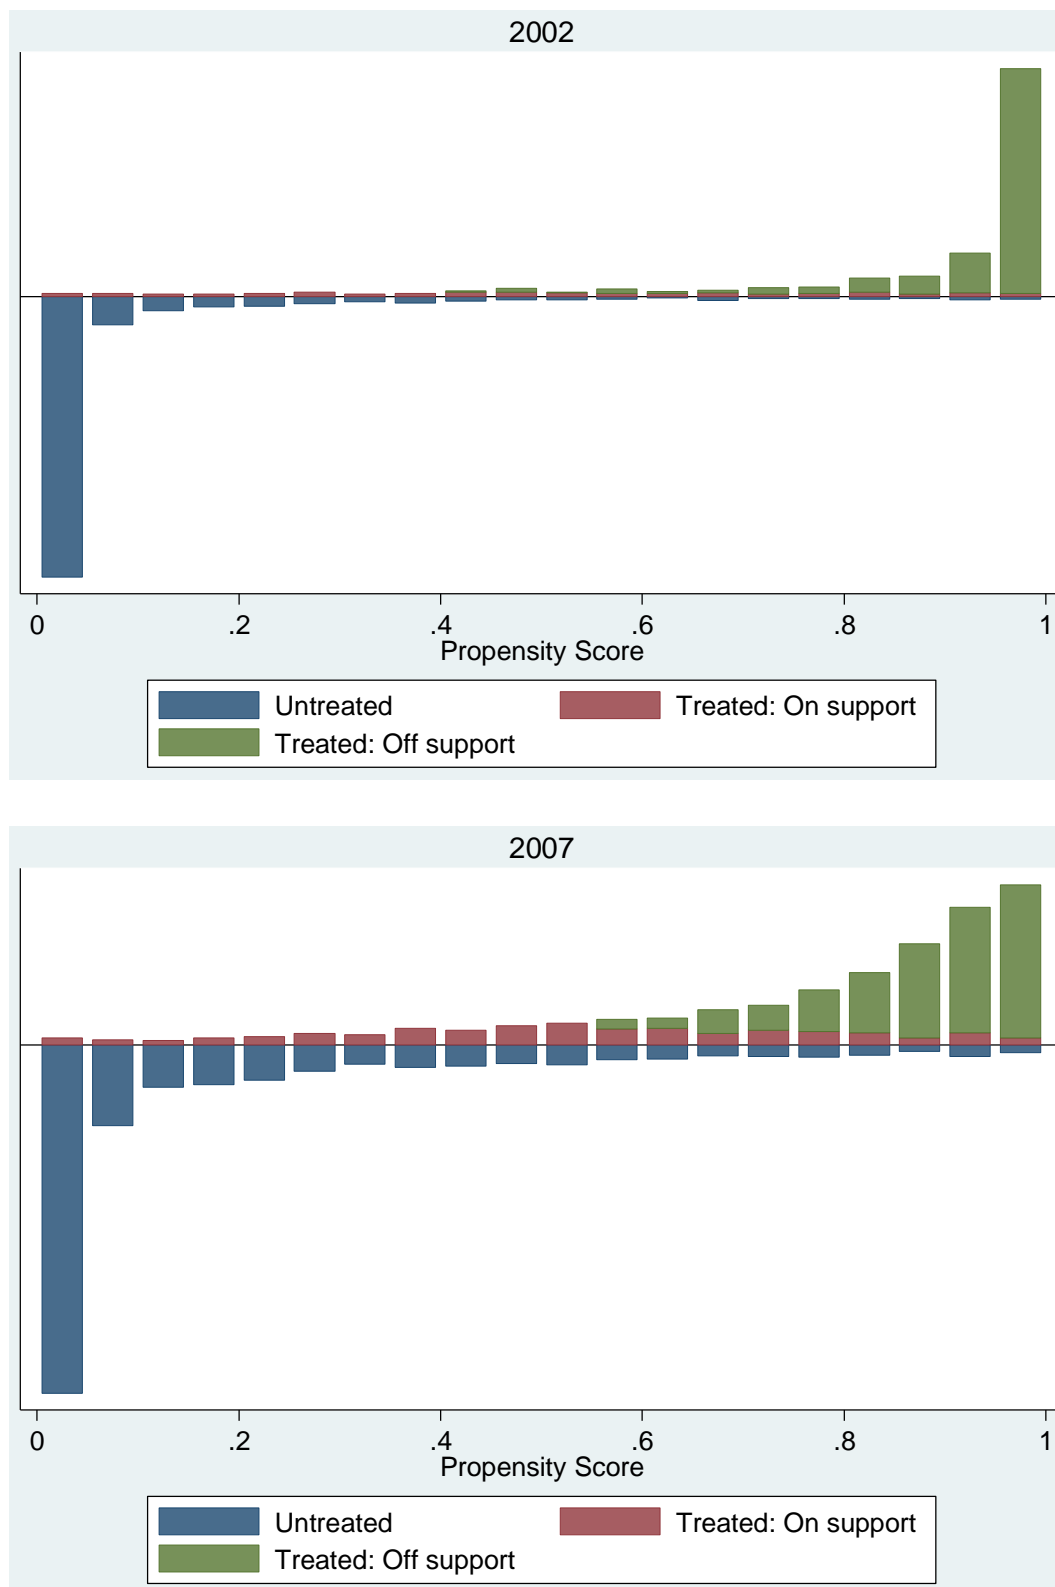 2002
0 .2 .4 .6 .8 1
Propensity Score
Untreated Treated: On support
Treated: Off support
2007
0 .2 .4 .6 .8 1
Propensity Score
Untreated Treated: On support
Treated: Off support